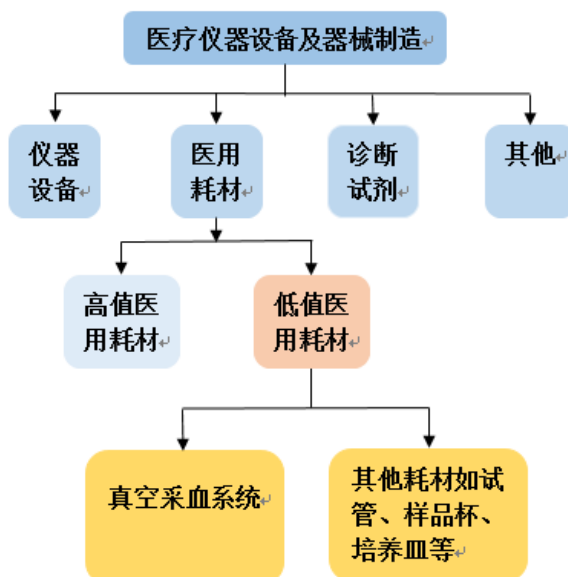 医疗仪器设备及器械制造
仪器
设备
医用
耗材
诊断
试剂
其他
高值医
用耗材
低值医
用耗材
真空采血系统
其他耗材如试
管、样品杯、
培养皿等